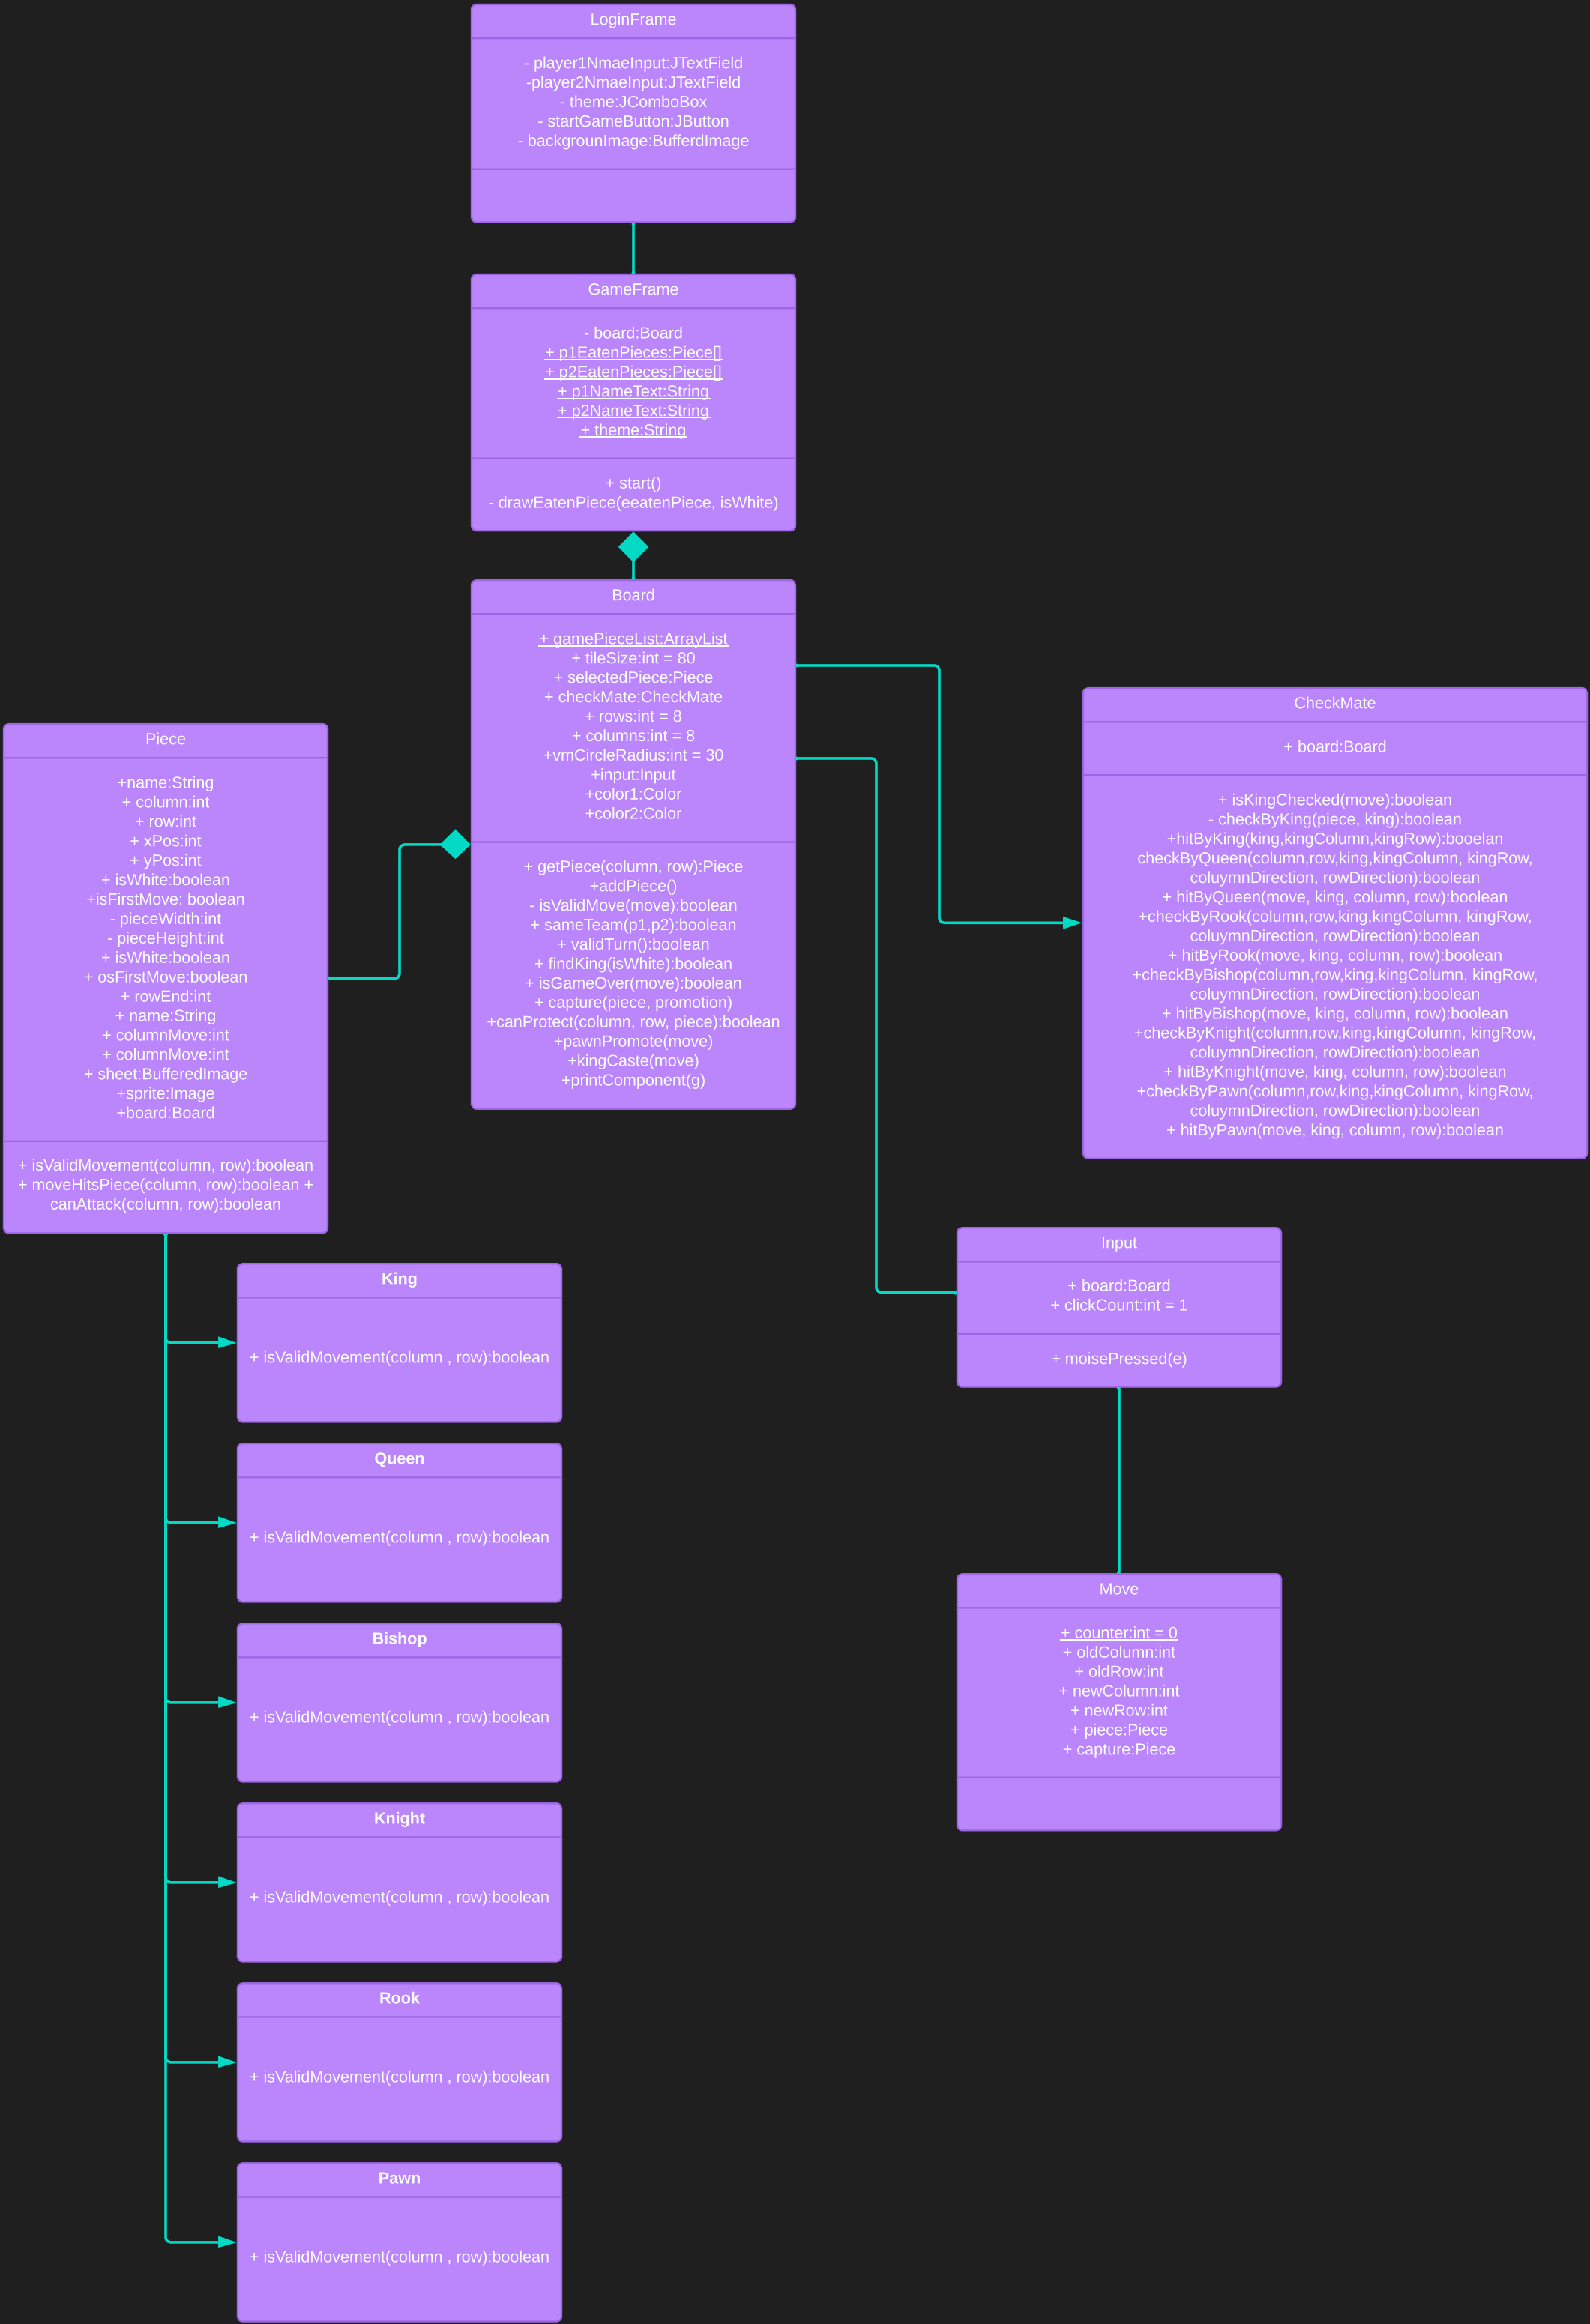 LoginFrame
- player1NmaeInput:JTextField
-player2NmaeInput:JTextField
- theme:JComboBox
- startGameButton:JButton
- backgrounImage:BufferdImage
GameFrame
- board:Board
+ p1EatenPieces:Piece[]
+ p2EatenPieces:Piece[]
+ p1NameText:String
+ p2NameText:String
+ theme:String
+ start()
- drawEatenPiece(eeatenPiece, isWhite)
Board
+ gamePieceList:ArrayList
+ tileSize:int = 80
+ selectedPiece:Piece
+ checkMate:CheckMate
+ rows:int = 8
+ columns:int = 8
+vmCircleRadius:int = 30
+input:Input
+color1:Color
+color2:Color
+ getPiece(column, row):Piece
+addPiece()
- isValidMove(move):boolean
+ sameTeam(p1,p2):boolean
+ validTurn():boolean
+ findKing(isWhite):boolean
+ isGameOver(move):boolean
+ capture(piece, promotion)
+canProtect(column, row, piece):boolean
+pawnPromote(move)
+kingCaste(move)
+printComponent(g)
CheckMate
+ board:Board
+ isKingChecked(move):boolean
- checkByKing(piece, king):boolean
+hitByKing(king,kingColumn,kingRow):booelan
checkByQueen(column,row,king,kingColumn, kingRow,
coluymnDirection, rowDirection):boolean
+ hitByQueen(move, king, column, row):boolean
+checkByRook(column,row,king,kingColumn, kingRow,
coluymnDirection, rowDirection):boolean
+ hitByRook(move, king, column, row):boolean
+checkByBishop(column,row,king,kingColumn, kingRow,
coluymnDirection, rowDirection):boolean
+ hitByBishop(move, king, column, row):boolean
+checkByKnight(column,row,king,kingColumn, kingRow,
coluymnDirection, rowDirection):boolean
+ hitByKnight(move, king, column, row):boolean
+checkByPawn(column,row,king,kingColumn, kingRow,
coluymnDirection, rowDirection):boolean
+ hitByPawn(move, king, column, row):boolean
Piece
+name:String
+ column:int
+ row:int
+ xPos:int
+ yPos:int
+ isWhite:boolean
+isFirstMove: boolean
- pieceWidth:int
- pieceHeight:int
+ isWhite:boolean
+ osFirstMove:boolean
+ rowEnd:int
+ name:String
+ columnMove:int
+ columnMove:int
+ sheet:BufferedImage
+sprite:Image
+board:Board
+ isValidMovement(column, row):boolean
+ moveHitsPiece(column, row):boolean +
canAttack(column, row):boolean
Input
+ board:Board
+ clickCount:int = 1
+ moisePressed(e)
King
+ isValidMovement(column , row):boolean
Queen
+ isValidMovement(column , row):boolean
Move
+ counter:int = 0
+ oldColumn:int
+ oldRow:int
+ newColumn:int
+ newRow:int
+ piece:Piece
+ capture:Piece
Bishop
+ isValidMovement(column , row):boolean
Knight
+ isValidMovement(column , row):boolean
Rook
+ isValidMovement(column , row):boolean
Pawn
+ isValidMovement(column , row):boolean